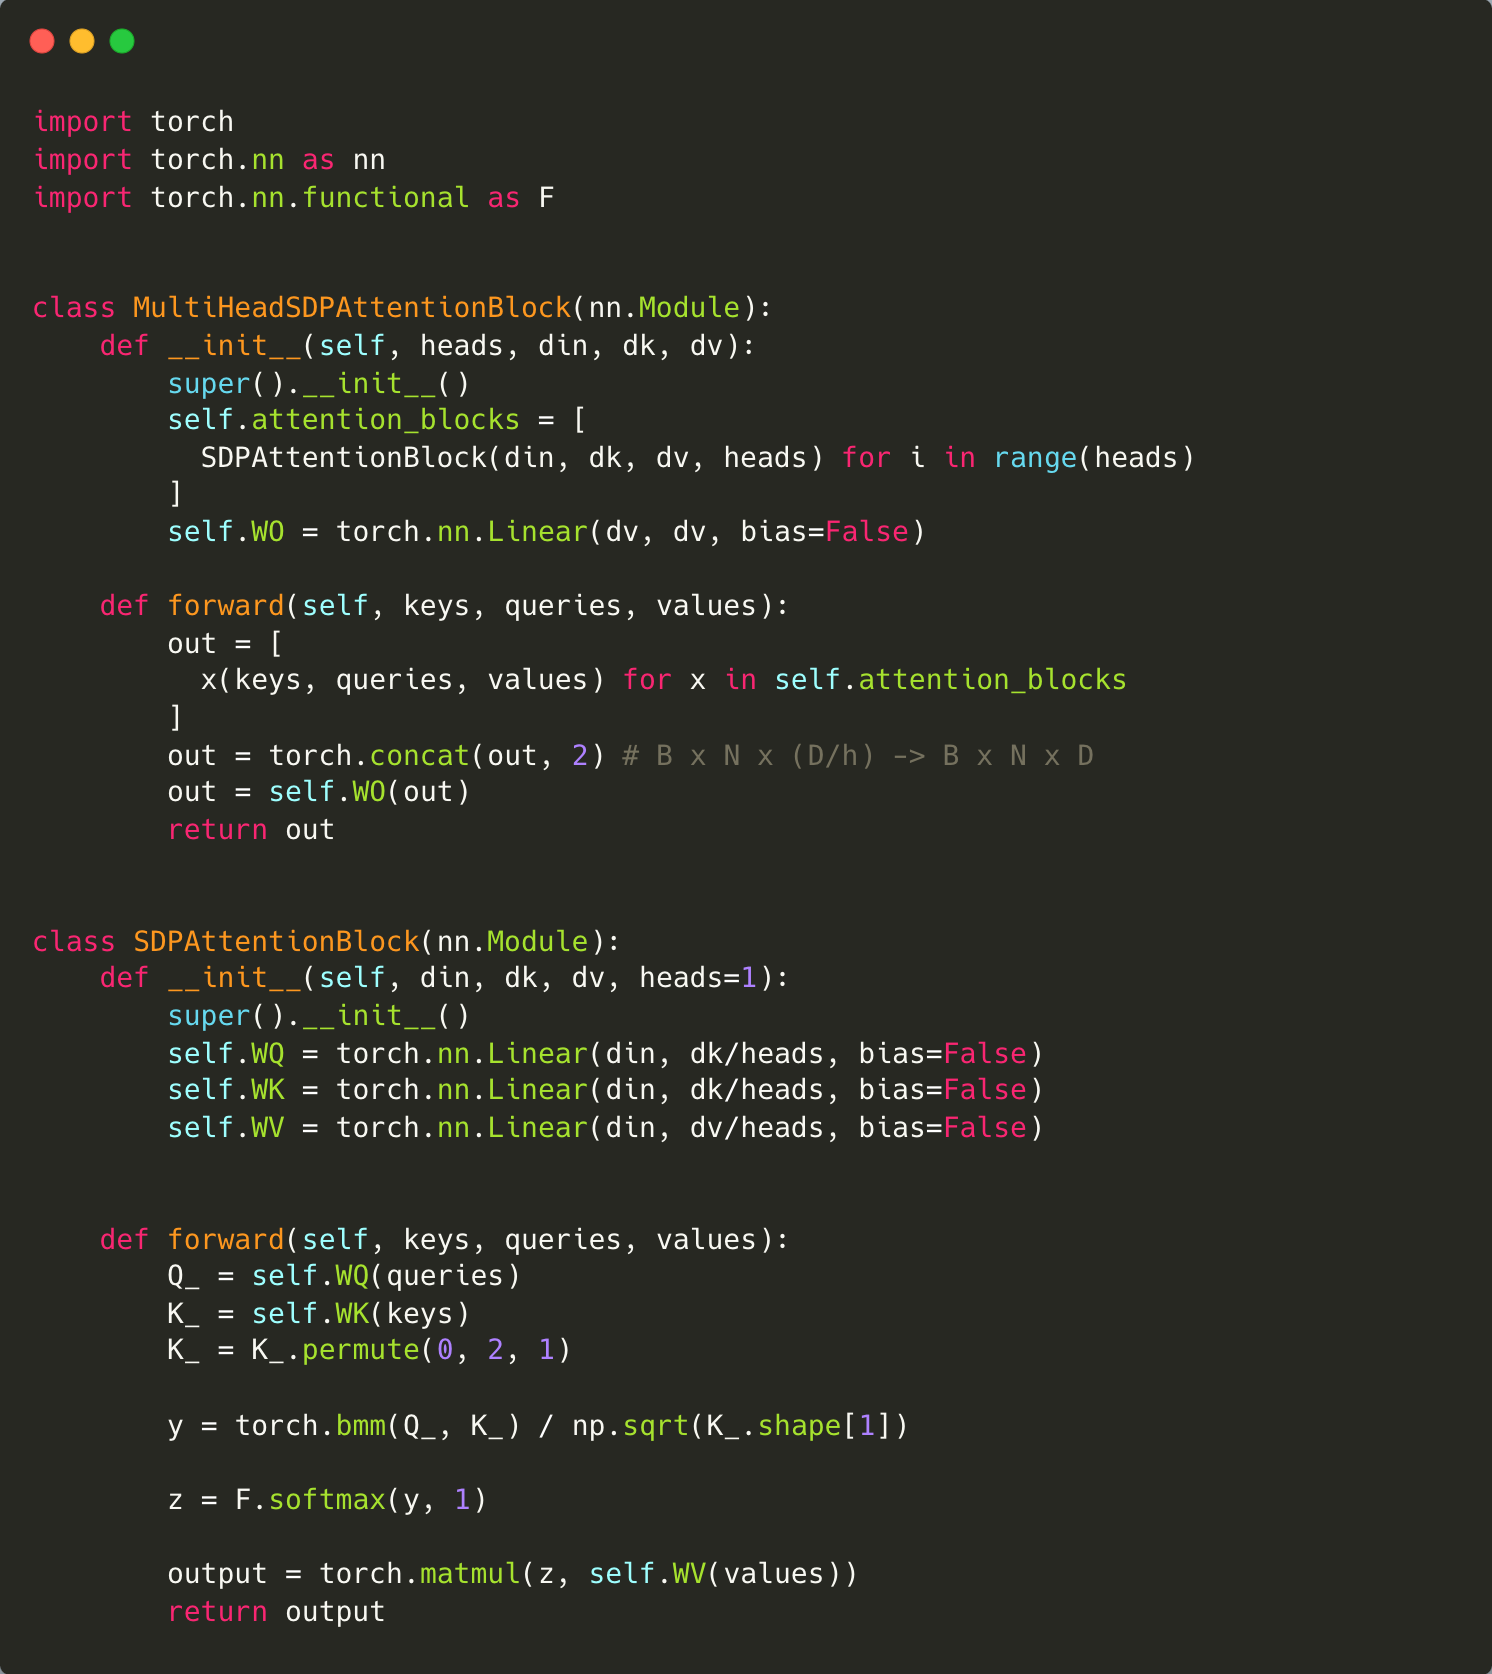 import torch
import torch.nn as nn
import torch.nn.functional as F


class MultiHeadSDPAttentionBlock(nn.Module):
    def __init__(self, heads, din, dk, dv):
        super().__init__()
        self.attention_blocks = [
          SDPAttentionBlock(din, dk, dv, heads) for i in range(heads)
        ]
        self.WO = torch.nn.Linear(dv, dv, bias=False)

    def forward(self, keys, queries, values):
        out = [
          x(keys, queries, values) for x in self.attention_blocks
        ]
        out = torch.concat(out, 2) # B x N x (D/h) -> B x N x D
        out = self.WO(out)
        return out


class SDPAttentionBlock(nn.Module):
    def __init__(self, din, dk, dv, heads=1):
        super().__init__()
        self.WQ = torch.nn.Linear(din, dk/heads, bias=False)
        self.WK = torch.nn.Linear(din, dk/heads, bias=False)
        self.WV = torch.nn.Linear(din, dv/heads, bias=False)


    def forward(self, keys, queries, values):
        Q_ = self.WQ(queries)
        K_ = self.WK(keys)
        K_ = K_.permute(0, 2, 1)

        y = torch.bmm(Q_, K_) / np.sqrt(K_.shape[1])

        z = F.softmax(y, 1)

        output = torch.matmul(z, self.WV(values))
        return output